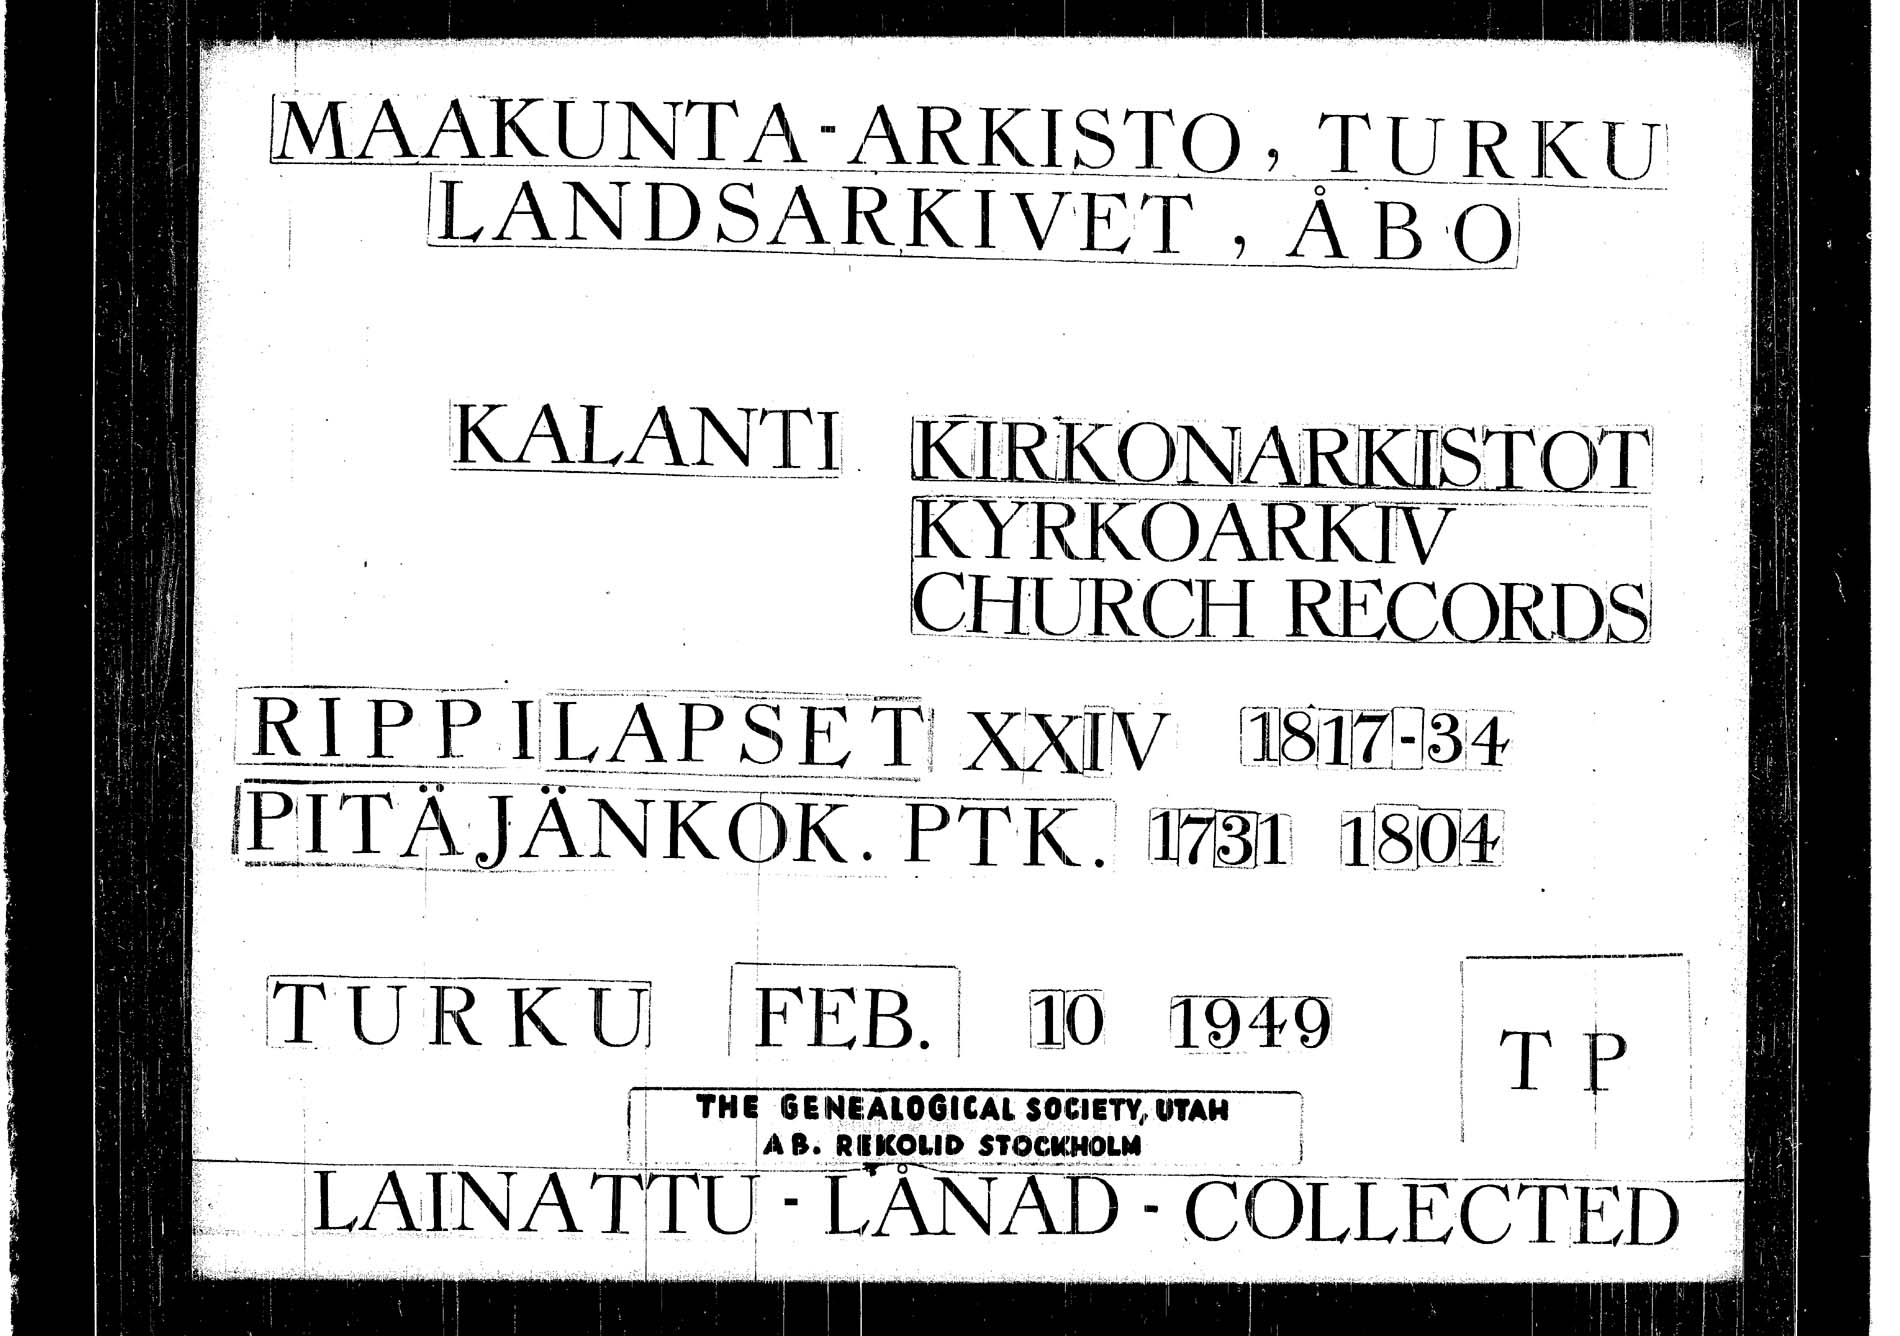 MAAKUNTA-ARKISTO, TURKU
LANDSARKIVET, ÅBO
KALANTI KIRKONARKISTOT
KYRKOARKIV
CHURCH RECORDS
RIPPILAPSET XXIV 1817-34
PITÄJÄNKOK. PTK. 1731 1804
TURKU FEB. 10 1949
TP
THE GENEALOGICAL SOCIETY, UTAH
AB. REKOLID STOCKHOLM
LAINATTU - LÅNAD - COLLECTED